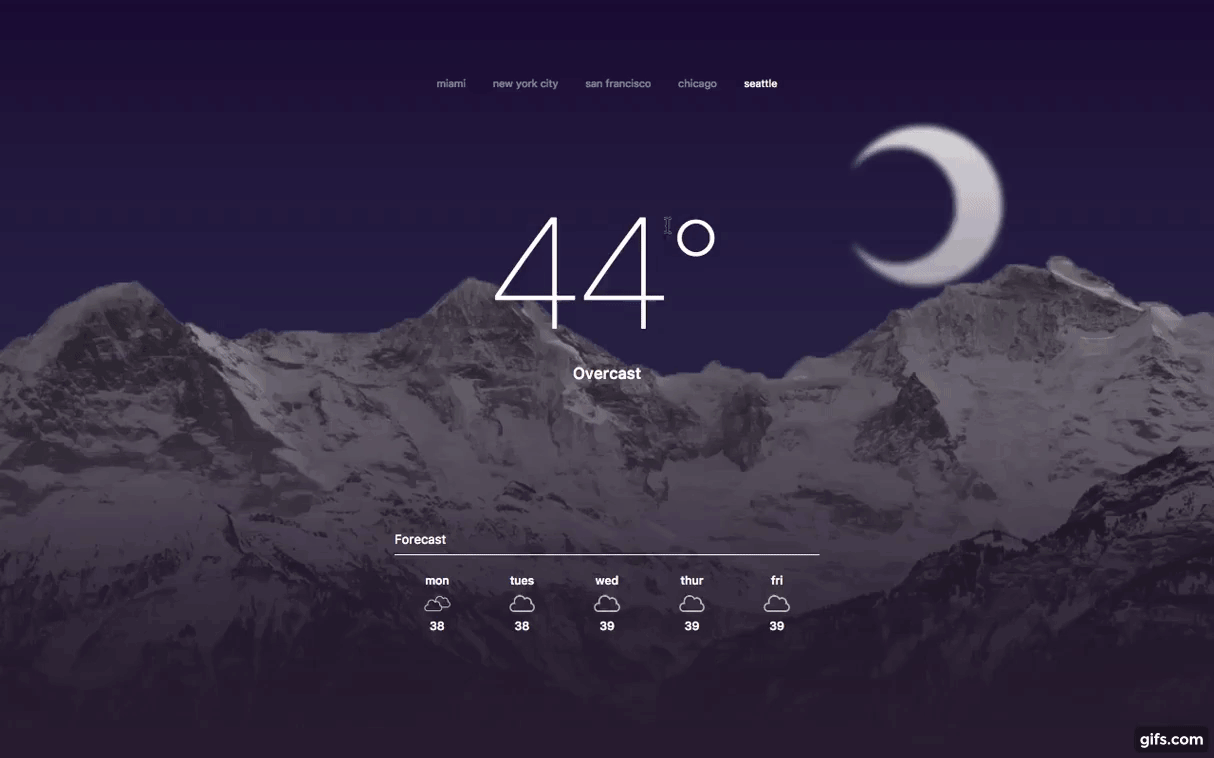 miami new york city san francisco chicago seattle
44°
Overcast
Forecast
mon tues wed thur fri
38 38 39 39 39
gifs.com